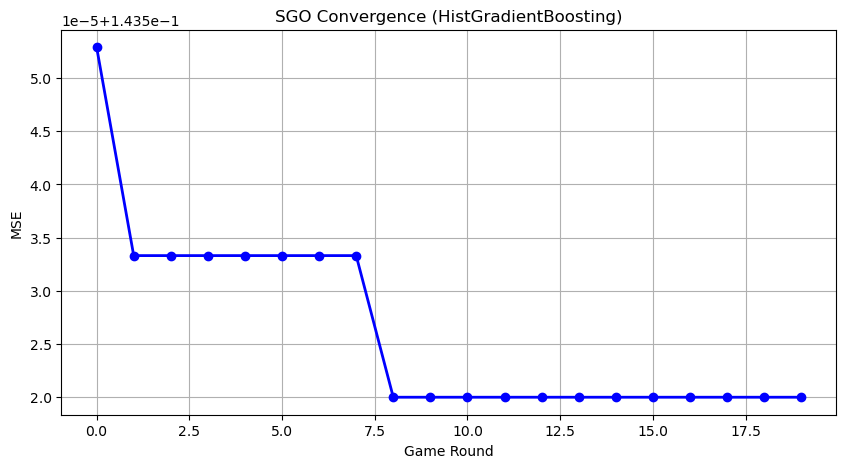 SGO Convergence (HistGradientBoosting)
1e−5+1.435e−1
5.0
4.5
4.0
3.5
3.0
2.5
2.0
MSE
0.0 2.5 5.0 7.5 10.0 12.5 15.0 17.5
Game Round